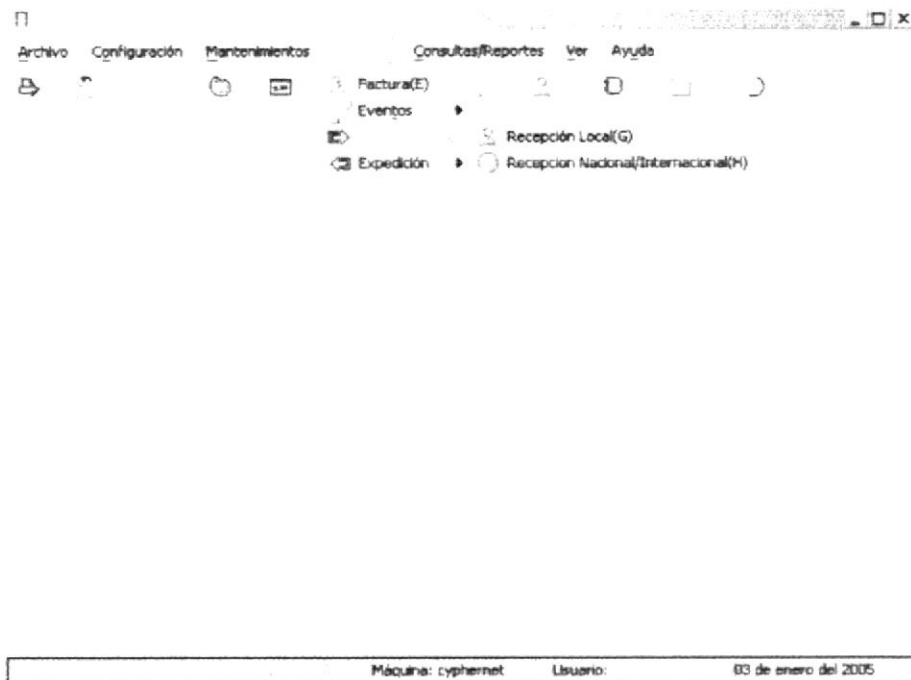 Archivo Configuración Mantenimientos Consultas/Reportes Ver Ayuda
Factura(E)
Eventos
Recepción Local(G)
Expedición Recepcion Nacional/Internacional(H)
Máquina: cyphernet Usuario: 03 de enero del 2005